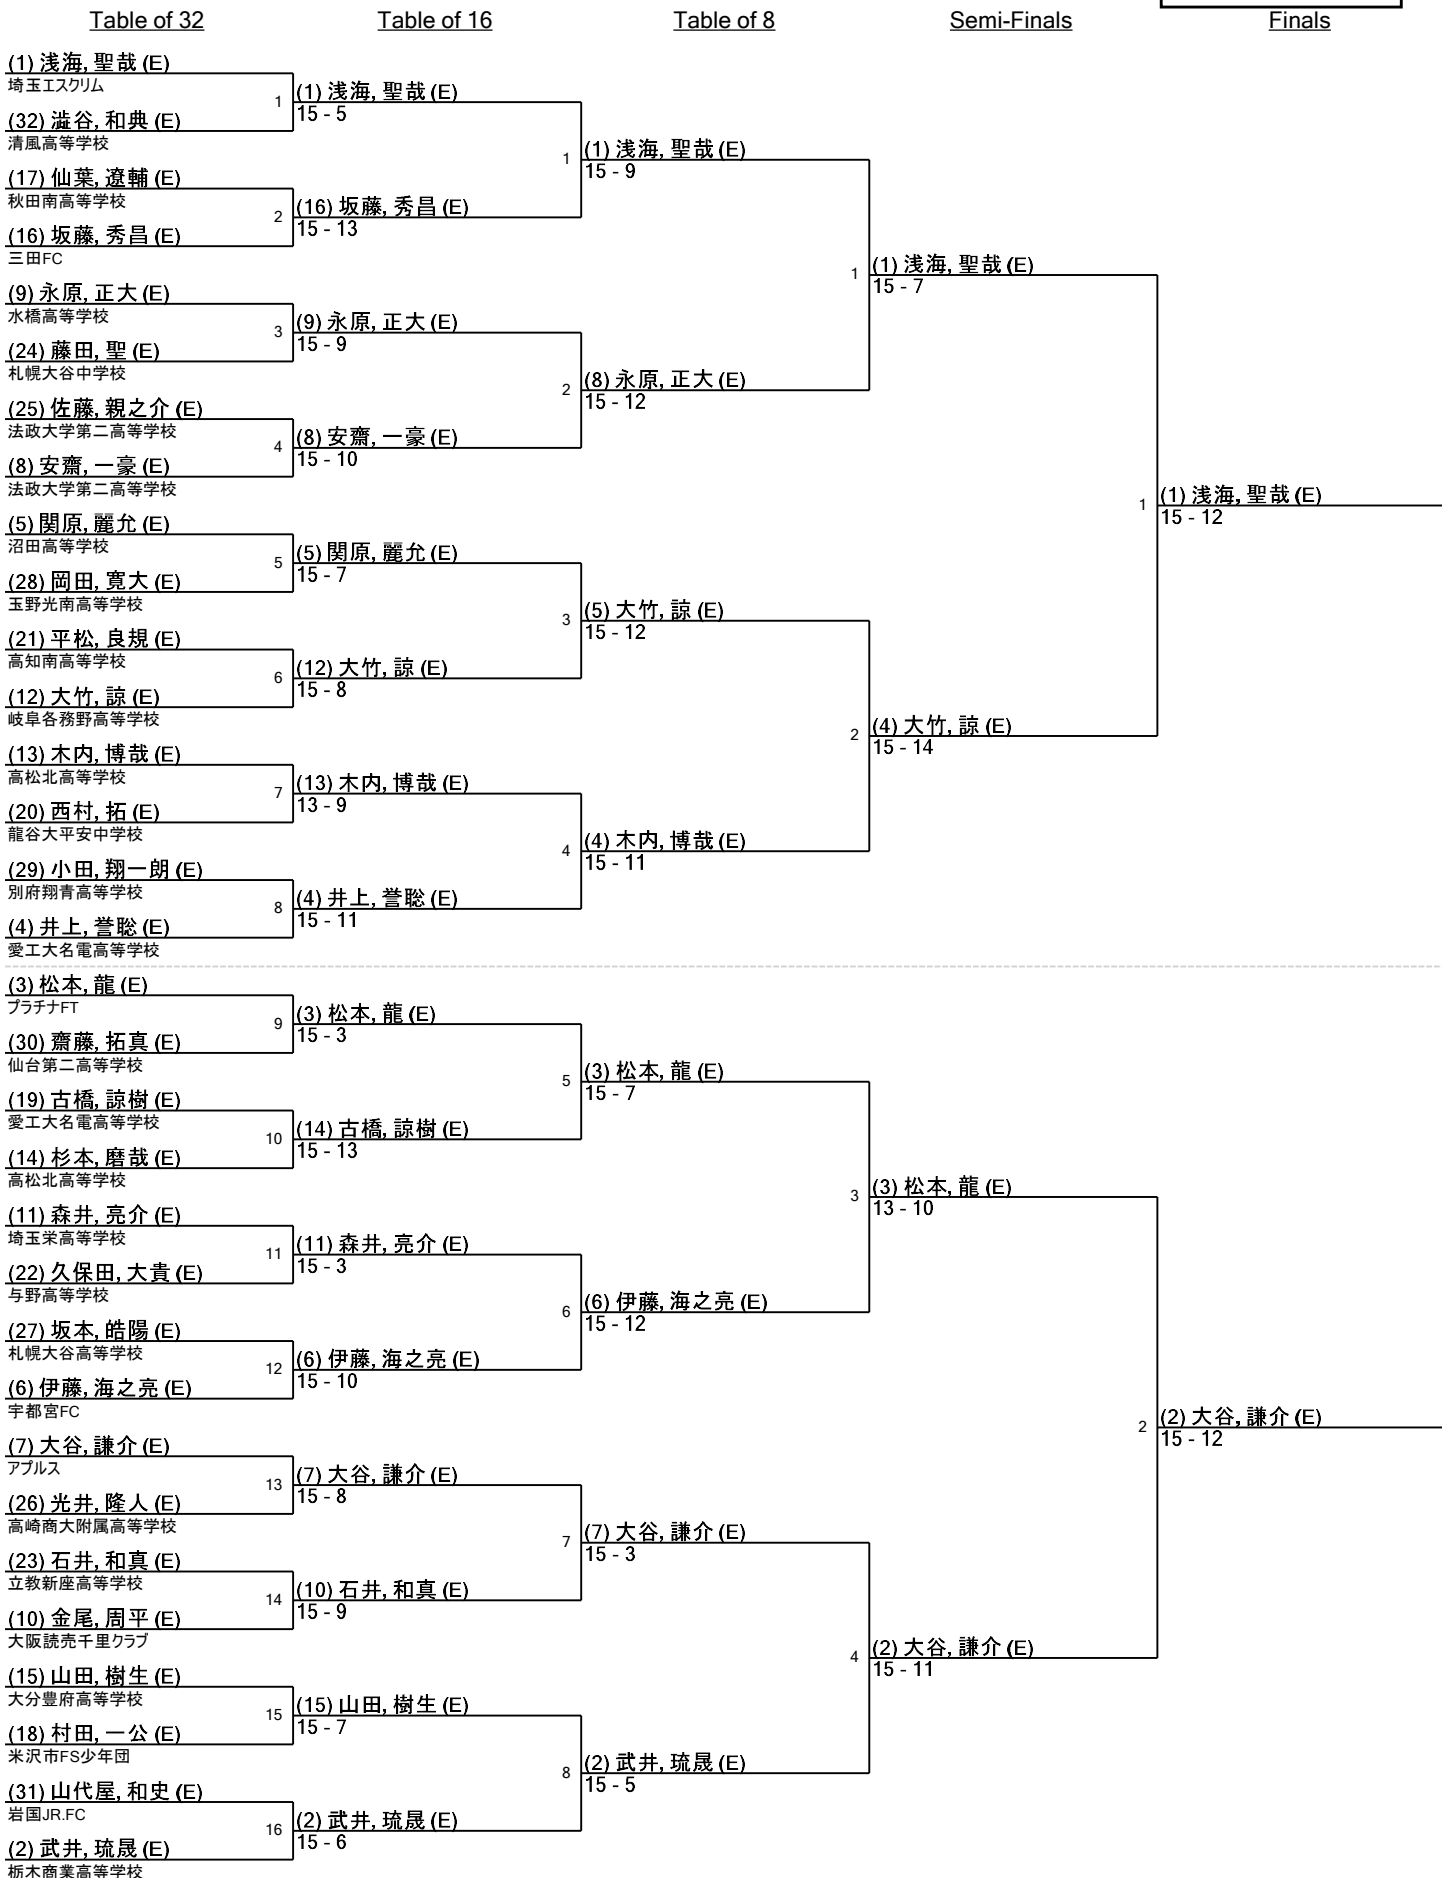 Table of 32
Table of 16
Table of 8
Semi-Finals
Finals
(1) 浅海, 聖哉 (E)
埼玉エスクリム
(32) 澁谷, 和典 (E)
清風高等学校
(17) 仙葉, 遼輔 (E)
秋田南高等学校
(16) 坂藤, 秀昌 (E)
三田FC
(9) 永原, 正大 (E)
水橋高等学校
(24) 藤田, 聖 (E)
札幌大谷中学校
(25) 佐藤, 親之介 (E)
法政大学第二高等学校
(8) 安齋, 一豪 (E)
法政大学第二高等学校
(5) 関原, 麗允 (E)
沼田高等学校
(28) 岡田, 寛大 (E)
玉野光南高等学校
(21) 平松, 良規 (E)
高知南高等学校
(12) 大竹, 諒 (E)
岐阜各務野高等学校
(13) 木内, 博哉 (E)
高松北高等学校
(20) 西村, 拓 (E)
龍谷大平安中学校
(29) 小田, 翔一朗 (E)
別府翔青高等学校
(4) 井上, 誉聡 (E)
愛工大名電高等学校
(3) 松本, 龍 (E)
プラチナFT
(30) 齋藤, 拓真 (E)
仙台第二高等学校
(19) 古橋, 諒樹 (E)
愛工大名電高等学校
(14) 杉本, 磨哉 (E)
高松北高等学校
(11) 森井, 亮介 (E)
埼玉栄高等学校
(22) 久保田, 大貴 (E)
与野高等学校
(27) 坂本, 皓陽 (E)
札幌大谷高等学校
(6) 伊藤, 海之亮 (E)
宇都宮FC
(7) 大谷, 謙介 (E)
アプルス
(26) 光井, 隆人 (E)
高崎商大附属高等学校
(23) 石井, 和真 (E)
立教新座高等学校
(10) 金尾, 周平 (E)
大阪読売千里クラブ
(15) 山田, 樹生 (E)
大分豊府高等学校
(18) 村田, 一公 (E)
米沢市FS少年団
(31) 山代屋, 和史 (E)
岩国JR.FC
(2) 武井, 琉晟 (E)
栃木商業高等学校
1
(1) 浅海, 聖哉 (E)
15 - 5
2
(16) 坂藤, 秀昌 (E)
15 - 13
3
(9) 永原, 正大 (E)
15 - 9
4
(8) 安齋, 一豪 (E)
15 - 10
5
(5) 関原, 麗允 (E)
15 - 7
6
(12) 大竹, 諒 (E)
15 - 8
7
(13) 木内, 博哉 (E)
13 - 9
8
(4) 井上, 誉聡 (E)
15 - 11
9
(3) 松本, 龍 (E)
15 - 3
10
(14) 古橋, 諒樹 (E)
15 - 13
11
(11) 森井, 亮介 (E)
15 - 3
12
(6) 伊藤, 海之亮 (E)
15 - 10
13
(7) 大谷, 謙介 (E)
15 - 8
14
(10) 石井, 和真 (E)
15 - 9
15
(15) 山田, 樹生 (E)
15 - 7
16
(2) 武井, 琉晟 (E)
15 - 6
1
(1) 浅海, 聖哉 (E)
15 - 9
2
(8) 永原, 正大 (E)
15 - 12
3
(5) 大竹, 諒 (E)
15 - 12
4
(4) 木内, 博哉 (E)
15 - 11
5
(3) 松本, 龍 (E)
15 - 7
6
(6) 伊藤, 海之亮 (E)
15 - 12
7
(7) 大谷, 謙介 (E)
15 - 3
8
(2) 武井, 琉晟 (E)
15 - 5
1
(1) 浅海, 聖哉 (E)
15 - 7
2
(4) 大竹, 諒 (E)
15 - 14
3
(3) 松本, 龍 (E)
13 - 10
4
(2) 大谷, 謙介 (E)
15 - 11
1
(1) 浅海, 聖哉 (E)
15 - 12
2
(2) 大谷, 謙介 (E)
15 - 12